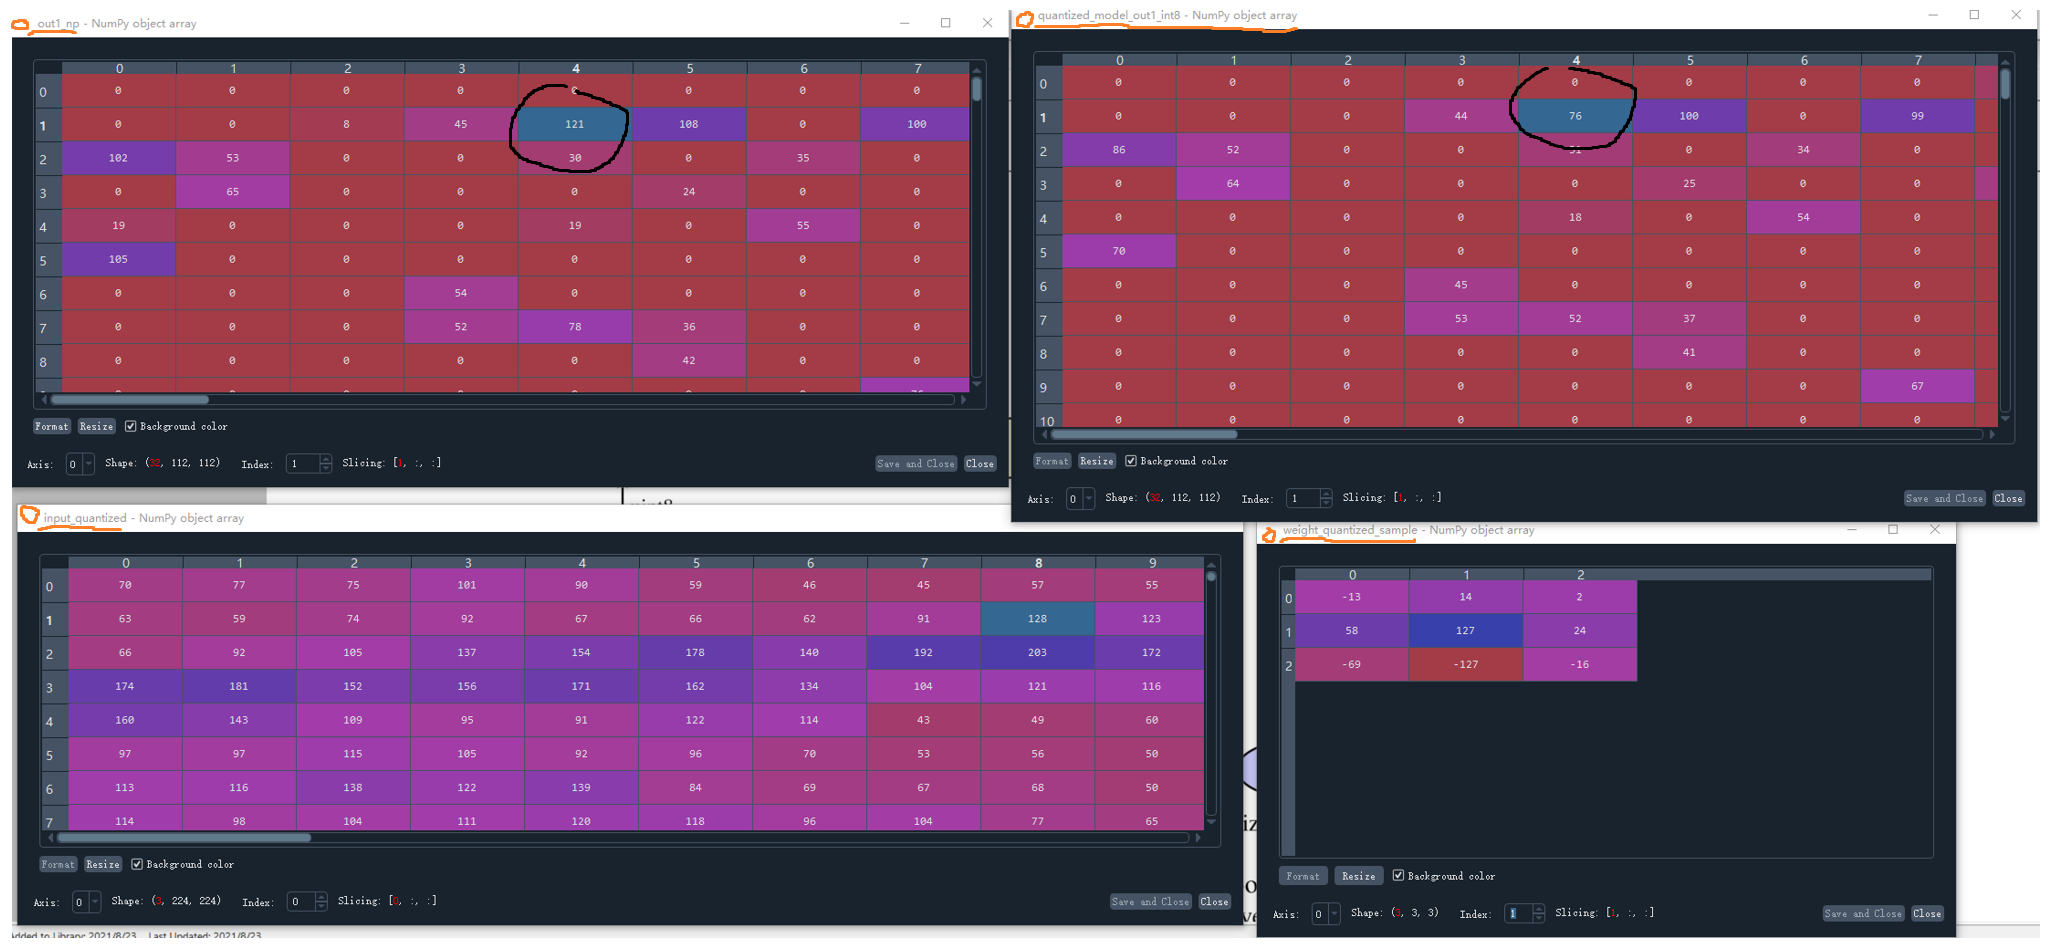 out1_np - NumPy object array
0 1 2 3 4 5 6 7
0 0 0 0 0 0 0 0
1 0 0 8 45 121 108 0 100
2 102 53 0 0 30 0 35 0
3 0 65 0 0 0 24 0 0
4 19 0 0 0 19 0 55 0
5 105 0 0 0 0 0 0 0
6 0 0 0 54 0 0 0 0
7 0 0 0 52 78 36 0 0
8 0 0 0 0 0 42 0 0
Format Resize Background color
Axis: 0 Shape: (32, 112, 112) Index: 1 Slicing: [1, :, :] Save and Close Close
quantized_model_out1_int8 - NumPy object array
0 1 2 3 4 5 6 7
0 0 0 0 0 0 0 0 0
1 0 0 0 44 76 100 0 99
2 86 52 0 0 31 0 34 0
3 0 64 0 0 0 25 0 0
4 0 0 0 0 18 0 54 0
5 70 0 0 0 0 0 0 0
6 0 0 0 45 0 0 0 0
7 0 0 0 53 52 37 0 0
8 0 0 0 0 0 41 0 0
9 0 0 0 0 0 0 0 67
10 0 0 0 0 0 0 0 0
Format Resize Background color
Axis: 0 Shape: (32, 112, 112) Index: 1 Slicing: [1, :, :] Save and Close Close
input_quantized - NumPy object array
0 1 2 3 4 5 6 7 8 9
0 70 77 75 101 90 59 46 45 57 55
1 63 59 74 92 67 66 62 91 128 123
2 66 92 105 137 154 178 140 192 203 172
3 174 181 152 156 171 162 134 104 121 116
4 160 143 109 95 91 122 114 43 49 60
5 97 97 115 105 92 96 70 53 56 50
6 113 116 138 122 139 84 69 67 68 50
7 114 98 104 111 120 118 96 104 77 65
Format Resize Background color
Axis: 0 Shape: (3, 224, 224) Index: 0 Slicing: [0, :, :] Save and Close Close
weight_quantized_sample - NumPy object array
0 1 2
0 -13 14 2
1 58 127 24
2 -69 -127 -16
Format Resize Background color
Axis: 0 Shape: (3, 3, 3) Index: 1 Slicing: [1, :, :] Save and Close Close
Added to Library: 2021/8/23 Last Updated: 2021/8/23